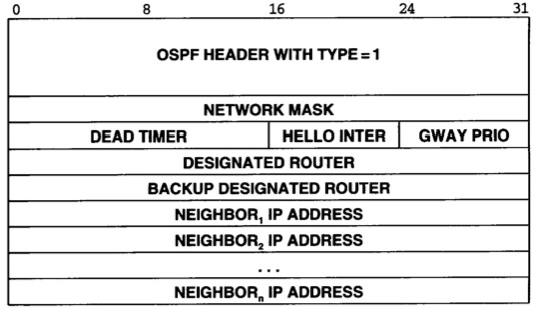 0 8 16 24 31
OSPF HEADER WITH TYPE = 1
NETWORK MASK
DEAD TIMER HELLO INTER GWAY PRIO
DESIGNATED ROUTER
BACKUP DESIGNATED ROUTER
NEIGHBOR₁ IP ADDRESS
NEIGHBOR₂ IP ADDRESS
...
NEIGHBORₙ IP ADDRESS